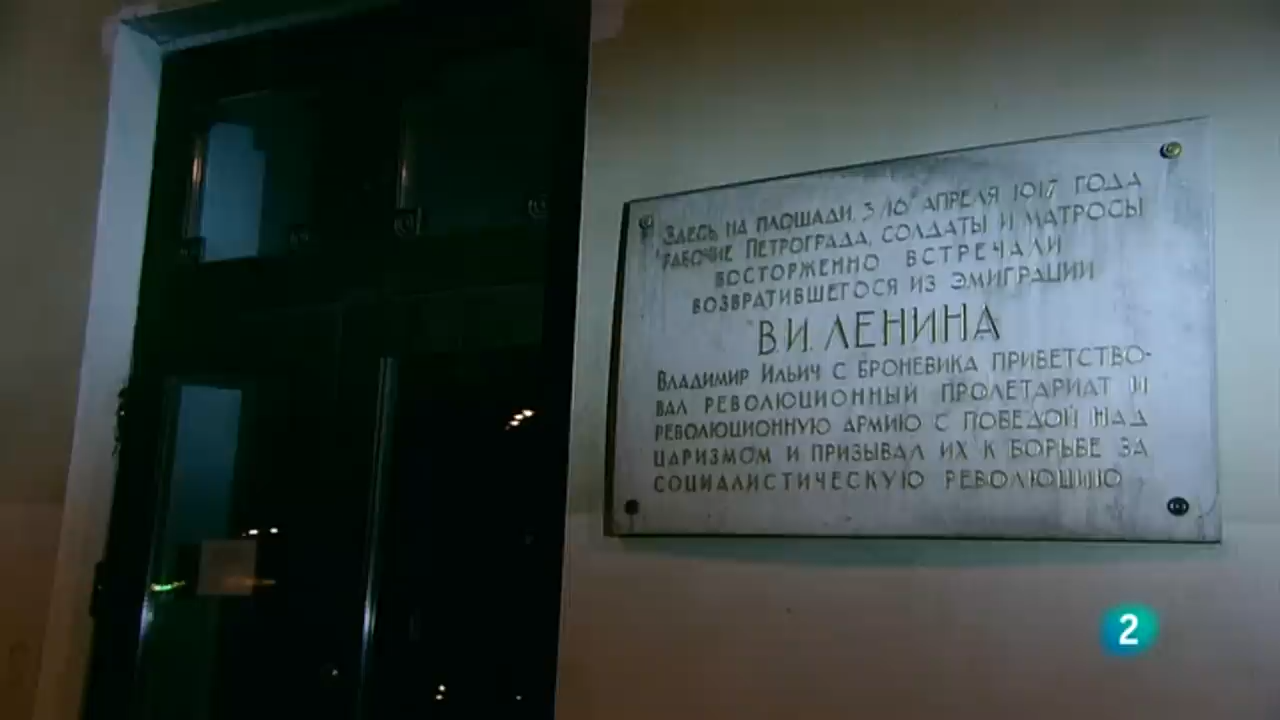 ЗДЕСЬ НА ПЛОЩАДИ 3/16 АПРЕЛЯ 1917 ГОДА
РАБОЧИЕ ПЕТРОГРАДА, СОЛДАТЫ И МАТРОСЫ
ВОСТОРЖЕННО ВСТРЕЧАЛИ
ВОЗВРАТИВШЕГОСЯ ИЗ ЭМИГРАЦИИ
В.И. ЛЕНИНА
ВЛАДИМИР ИЛЬИЧ С БРОНЕВИКА ПРИВЕТСТВО-
ВАЛ РЕВОЛЮЦИОННЫЙ ПРОЛЕТАРИАТ И
РЕВОЛЮЦИОННУЮ АРМИЮ С ПОБЕДОЙ НАД
ЦАРИЗМОМ И ПРИЗЫВАЛ ИХ К БОРЬБЕ ЗА
СОЦИАЛИСТИЧЕСКУЮ РЕВОЛЮЦИЮ
2